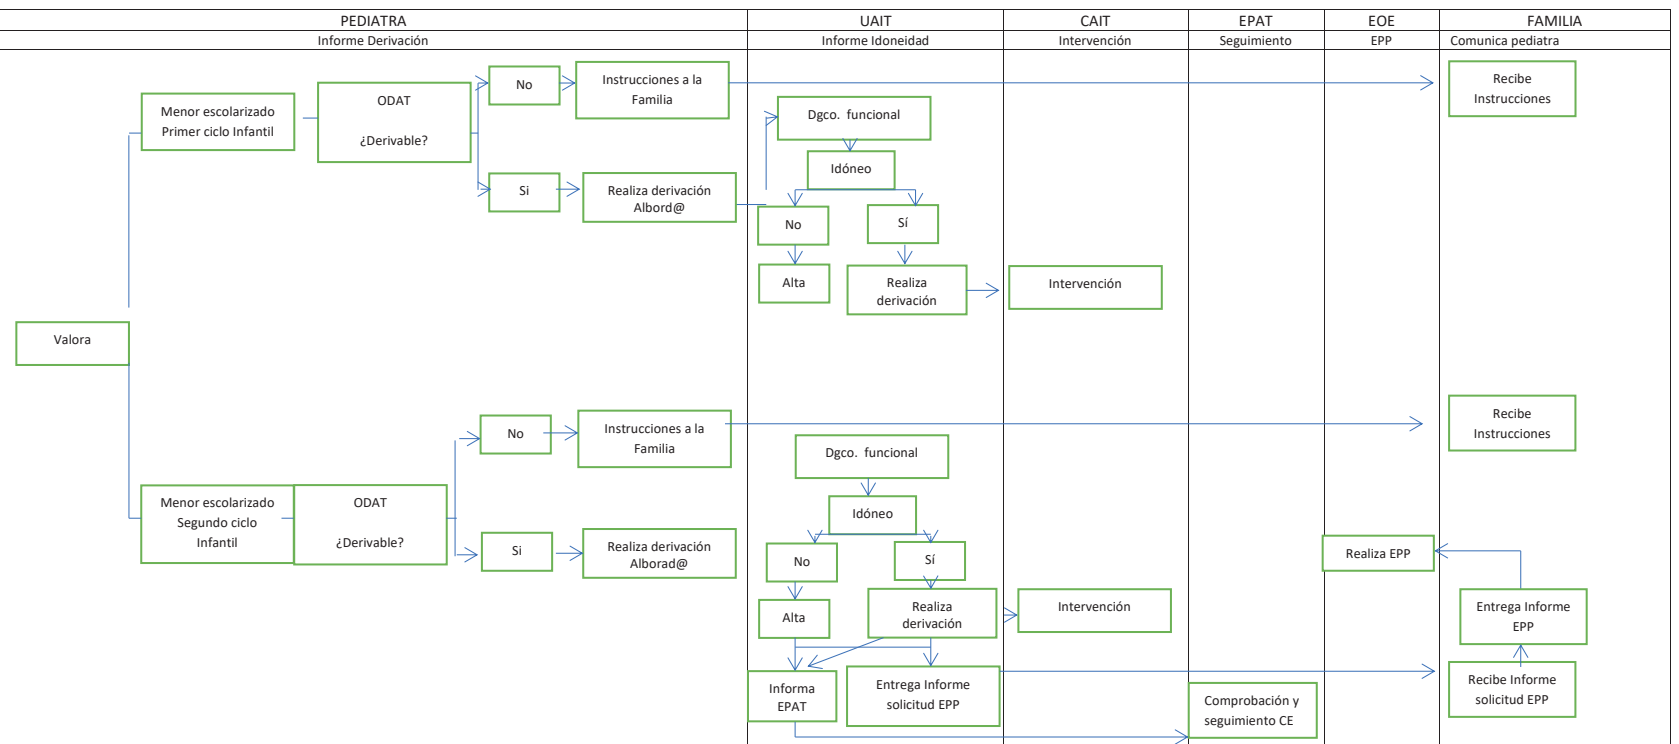 PEDIATRA
UAIT
CAIT
EPAT
EOE
FAMILIA
Informe Derivación
Informe Idoneidad
Intervención
Seguimiento
EPP
Comunica pediatra
No
Instrucciones a la
Familia
Recibe
Instrucciones
Menor escolarizado
Primer ciclo Infantil
ODAT
¿Derivable?
Si
Realiza derivación
Albord@
Dgco. funcional
Idóneo
No
Sí
Alta
Realiza
derivación
Intervención
Valora
No
Instrucciones a la
Familia
Recibe
Instrucciones
Menor escolarizado
Segundo ciclo
Infantil
ODAT
¿Derivable?
Si
Realiza derivación
Alborad@
Dgco. funcional
Idóneo
No
Sí
Alta
Realiza
derivación
Intervención
Realiza EPP
Entrega Informe
EPP
Informa
EPAT
Entrega Informe
solicitud EPP
Comprobación y
seguimiento CE
Recibe Informe
solicitud EPP